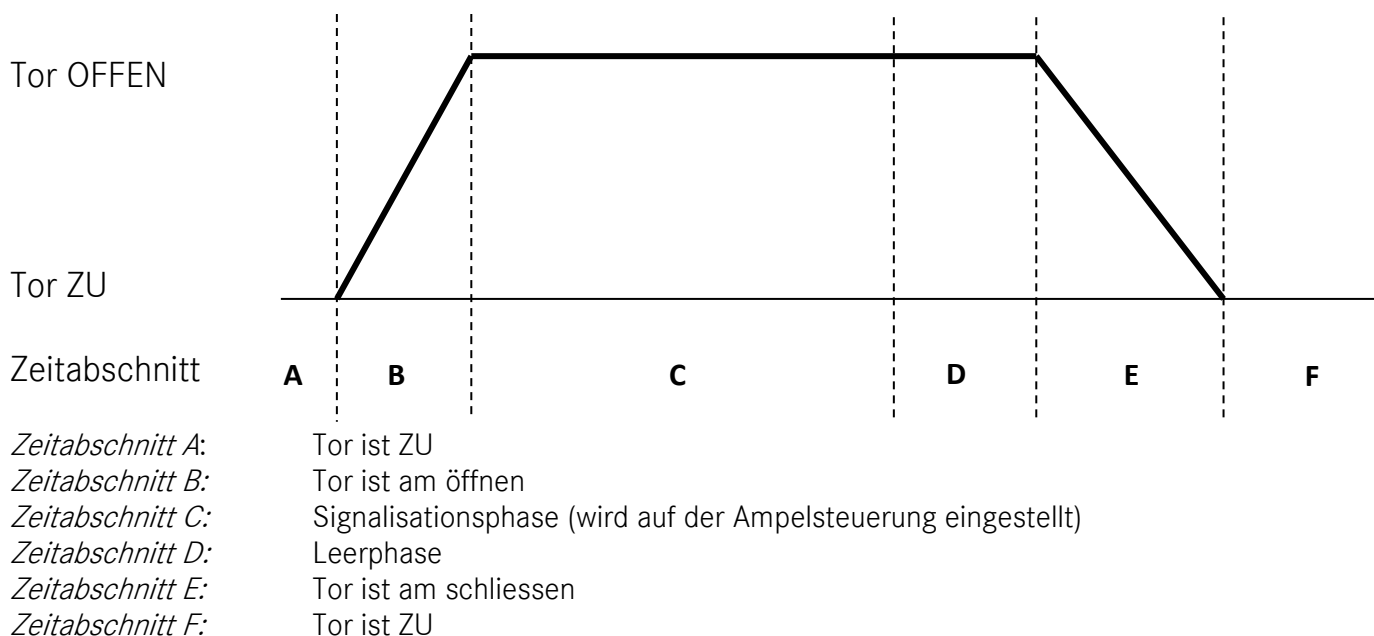 Tor OFFEN
Tor ZU
Zeitabschnitt A B C D E F
Zeitabschnitt A: Tor ist ZU
Zeitabschnitt B: Tor ist am öffnen
Zeitabschnitt C: Signalisationsphase (wird auf der Ampelsteuerung eingestellt)
Zeitabschnitt D: Leerphase
Zeitabschnitt E: Tor ist am schliessen
Zeitabschnitt F: Tor ist ZU